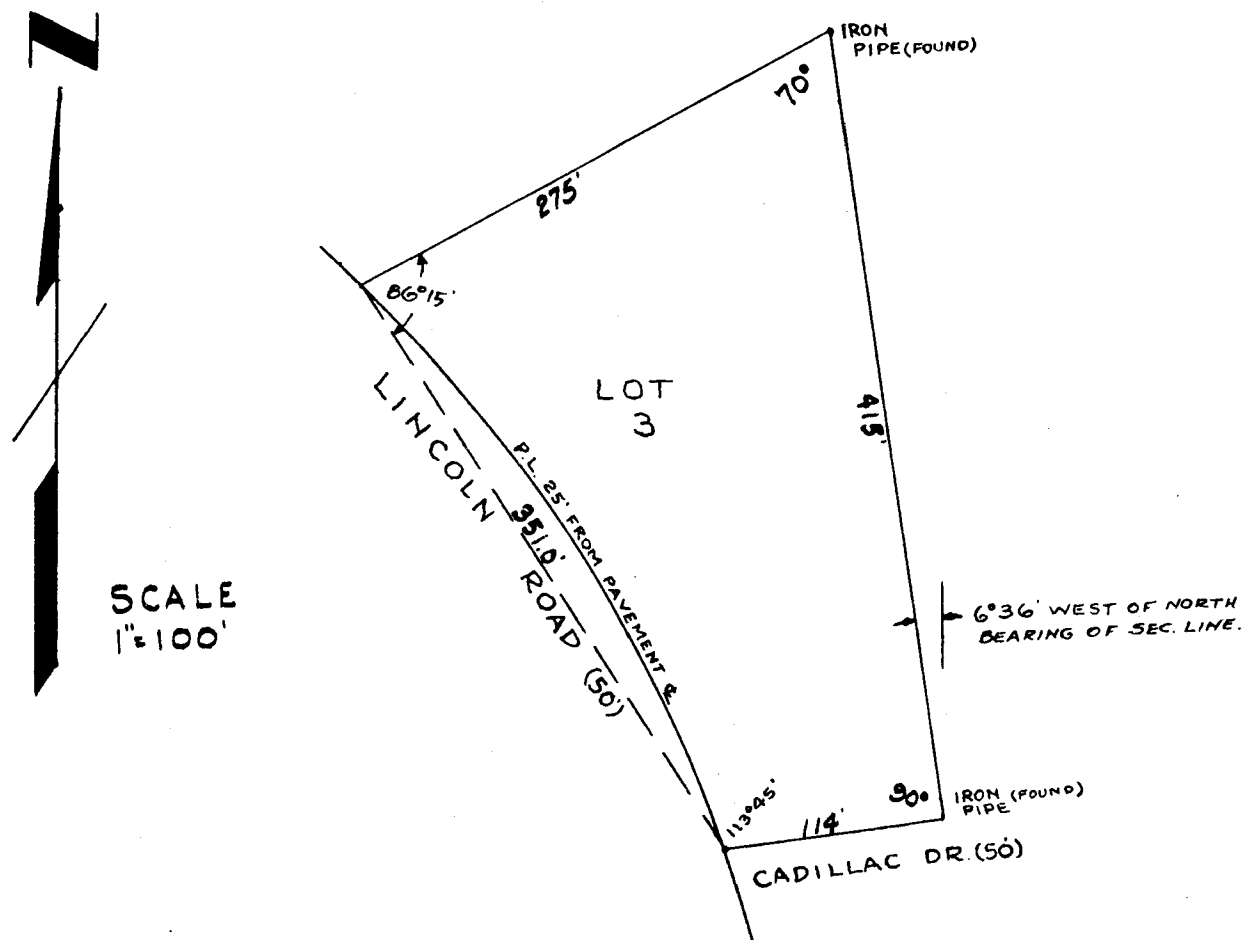 N
IRON
PIPE (FOUND)
70°
275'
86°15'
LOT
3
415'
LINCOLN ROAD (50')
351.0'
P.L. 25' FROM PAVEMENT ℄
SCALE
1"=100'
6°36' WEST OF NORTH
BEARING OF SEC. LINE.
113°45'
90°
IRON (FOUND)
PIPE
114'
CADILLAC DR. (50')